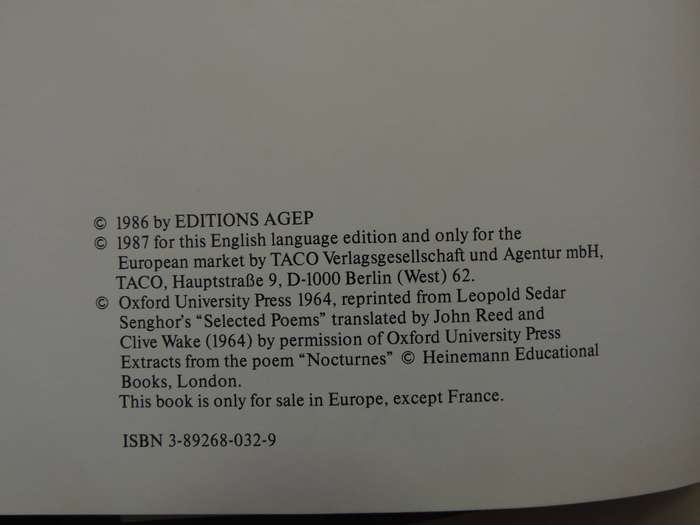 © 1986 by EDITIONS AGEP
© 1987 for this English language edition and only for the
European market by TACO Verlagsgesellschaft und Agentur mbH,
TACO, Hauptstraße 9, D-1000 Berlin (West) 62.
© Oxford University Press 1964, reprinted from Leopold Sedar
Senghor's “Selected Poems” translated by John Reed and
Clive Wake (1964) by permission of Oxford University Press
Extracts from the poem “Nocturnes” © Heinemann Educational
Books, London.
This book is only for sale in Europe, except France.
ISBN 3-89268-032-9